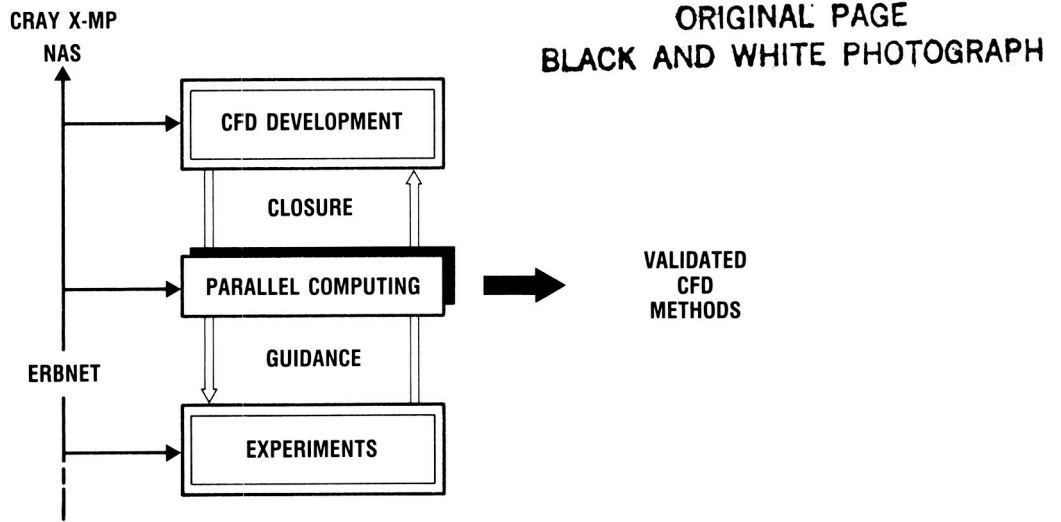 CRAY X-MP
NAS
ORIGINAL PAGE
BLACK AND WHITE PHOTOGRAPH
CFD DEVELOPMENT
CLOSURE
PARALLEL COMPUTING
VALIDATED
CFD
METHODS
GUIDANCE
ERBNET
EXPERIMENTS